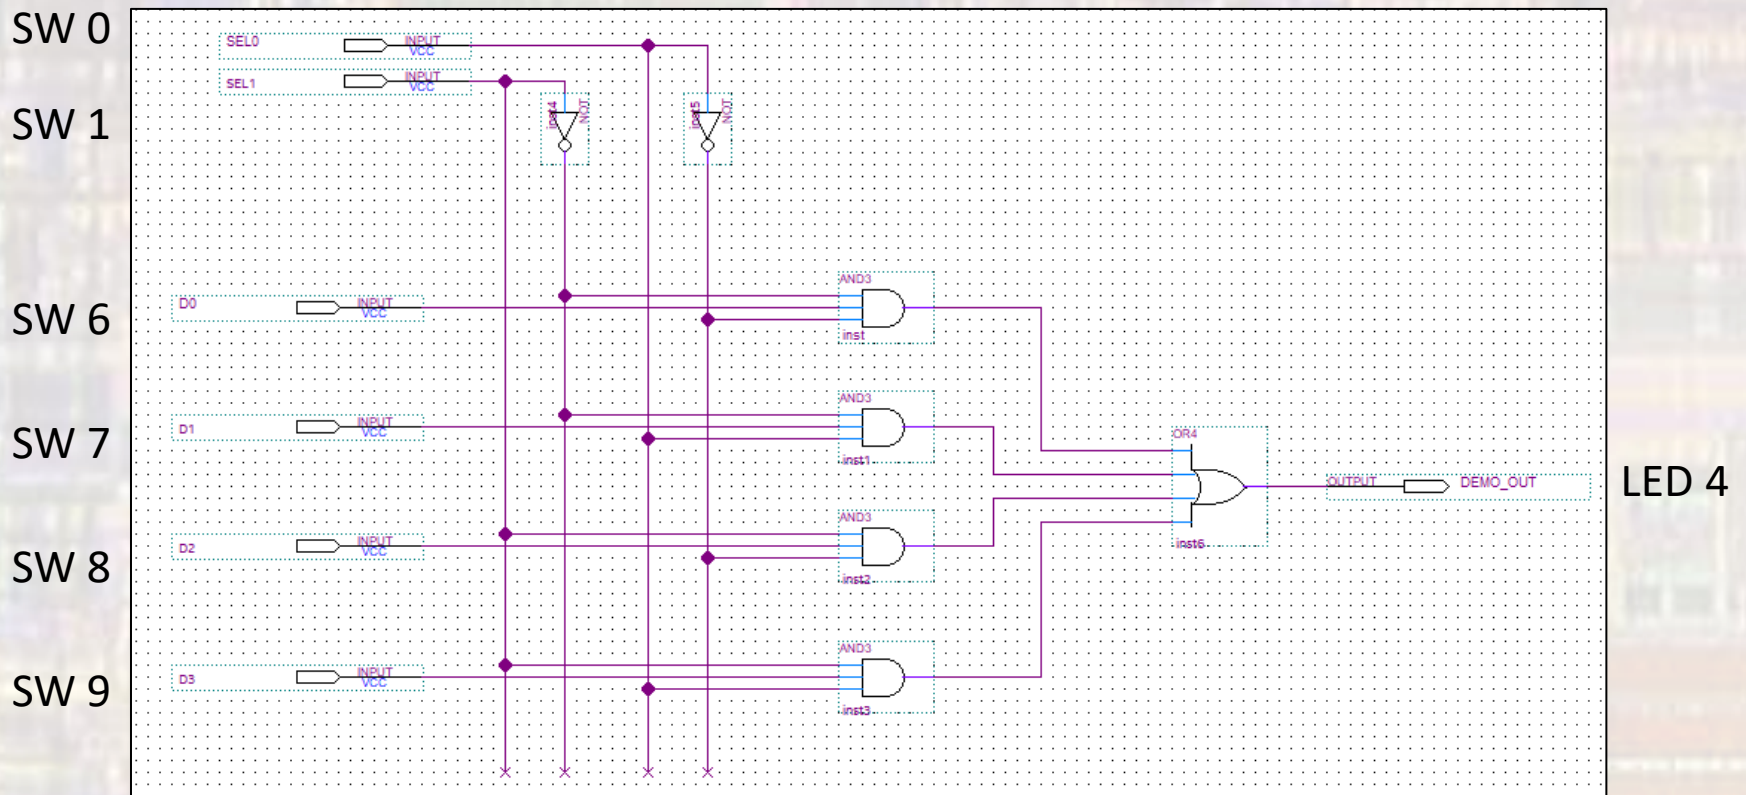 SW 0
SEL0 INPUT VCC
SEL1 INPUT VCC
SW 1
inst4 NOT inst5 NOT
AND3
D0 INPUT VCC
SW 6
inst
AND3
D1 INPUT VCC
SW 7
OR4
inst1
OUTPUT DEMO_OUT
LED 4
AND3
D2 INPUT VCC
inst6
SW 8
inst2
AND3
D3 INPUT VCC
SW 9
inst3